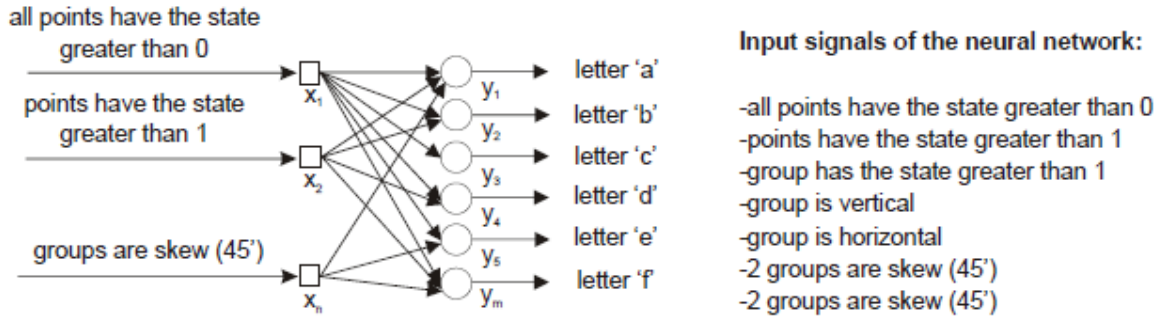 all points have the state
greater than 0
points have the state
greater than 1
groups are skew (45')
x1
x2
xn
y1
y2
y3
y4
y5
ym
letter 'a'
letter 'b'
letter 'c'
letter 'd'
letter 'e'
letter 'f'
Input signals of the neural network:
-all points have the state greater than 0
-points have the state greater than 1
-group has the state greater than 1
-group is vertical
-group is horizontal
-2 groups are skew (45')
-2 groups are skew (45')